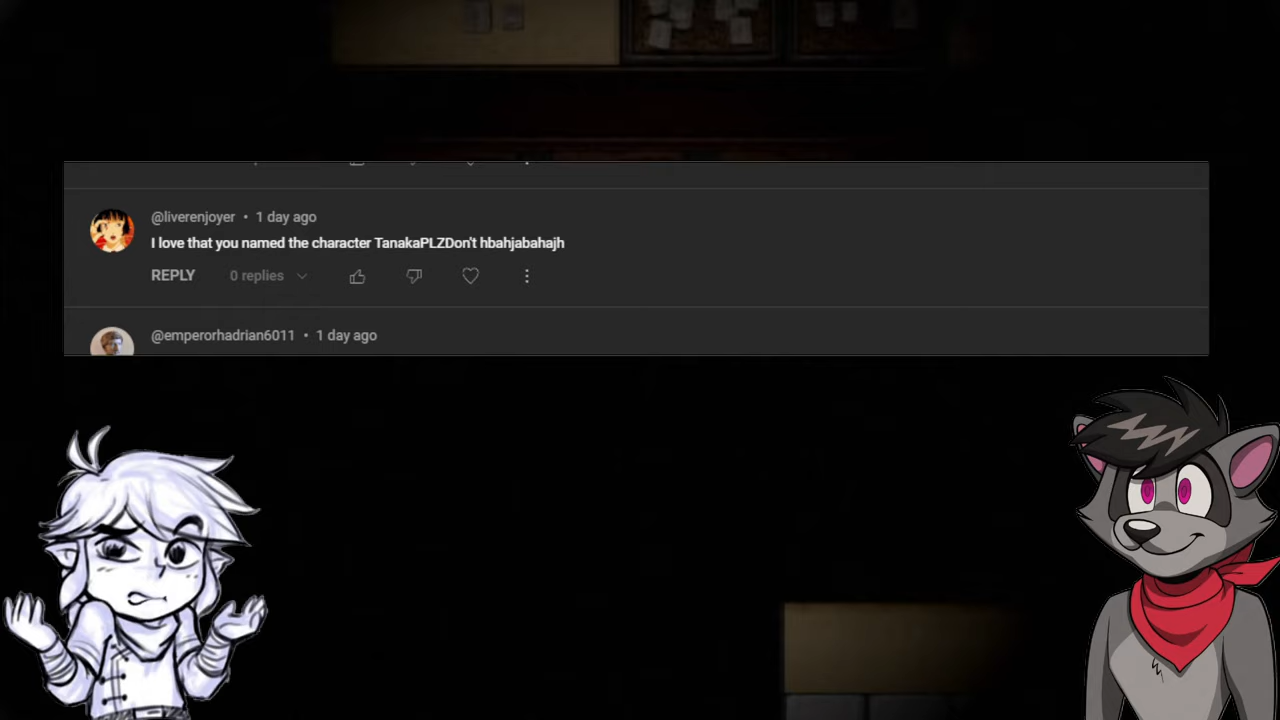 @liverenjoyer • 1 day ago
I love that you named the character TanakaPLZDon't hbahjabahajh
REPLY 0 replies
@emperorhadrian6011 • 1 day ago